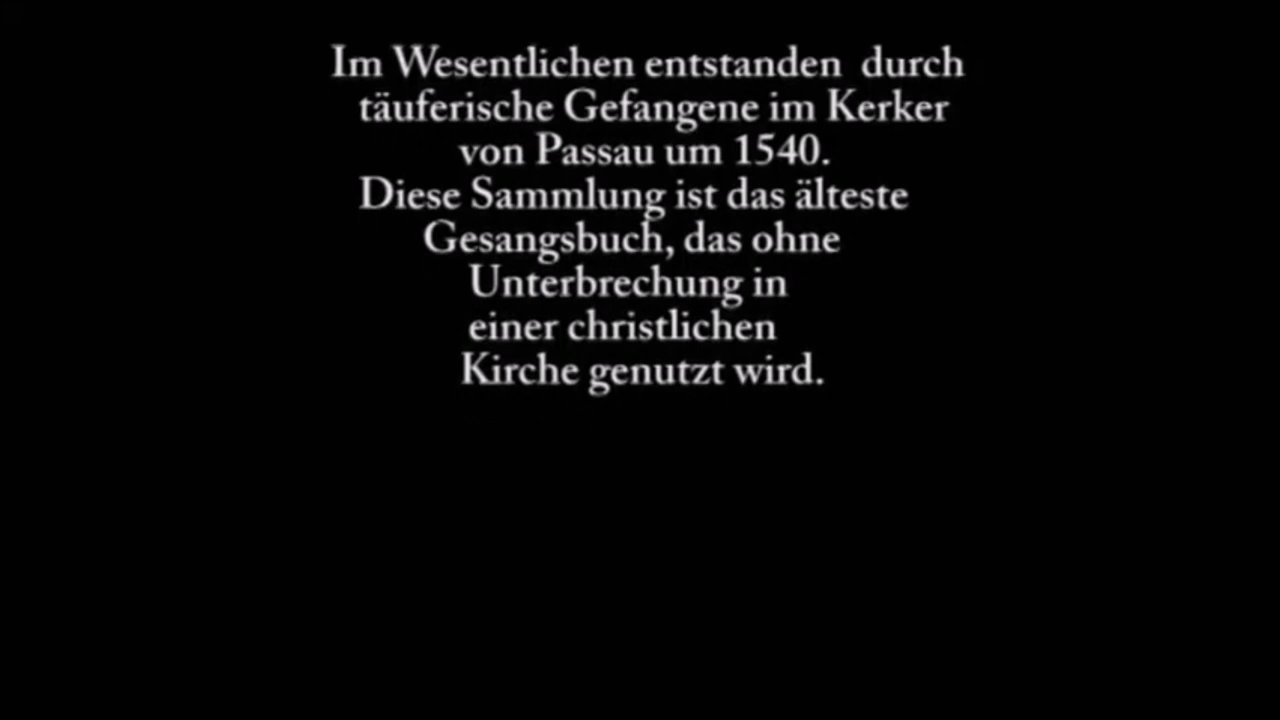 Im Wesentlichen entstanden durch
täuferische Gefangene im Kerker
von Passau um 1540.
Diese Sammlung ist das älteste
Gesangsbuch, das ohne
Unterbrechung in
einer christlichen
Kirche genutzt wird.